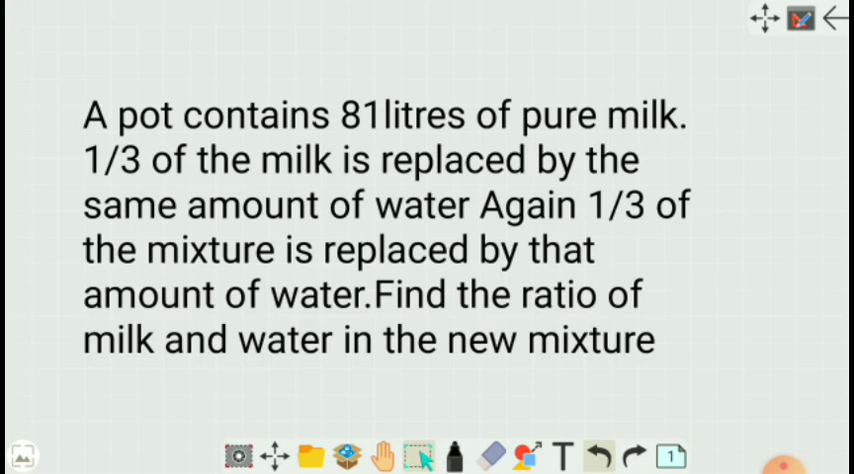 A pot contains 81litres of pure milk.
1/3 of the milk is replaced by the
same amount of water Again 1/3 of
the mixture is replaced by that
amount of water.Find the ratio of
milk and water in the new mixture
T
1